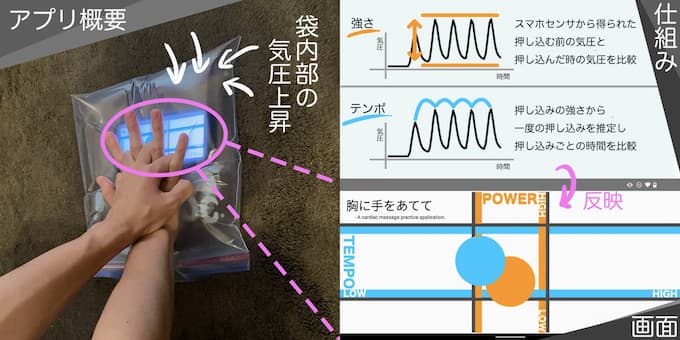 アプリ概要
袋内部の
気圧上昇
仕組み
強さ
気圧
時間
スマホセンサから得られた
押し込む前の気圧と
押し込んだ時の気圧を比較
テンポ
気圧
時間
押し込みの強さから
一度の押し込みを推定し
押し込みごとの時間を比較
反映
胸に手をあてて
-A cardiac massage practice application.
POWER
HIGH
TEMPO
LOW
HIGH
LOW
画面